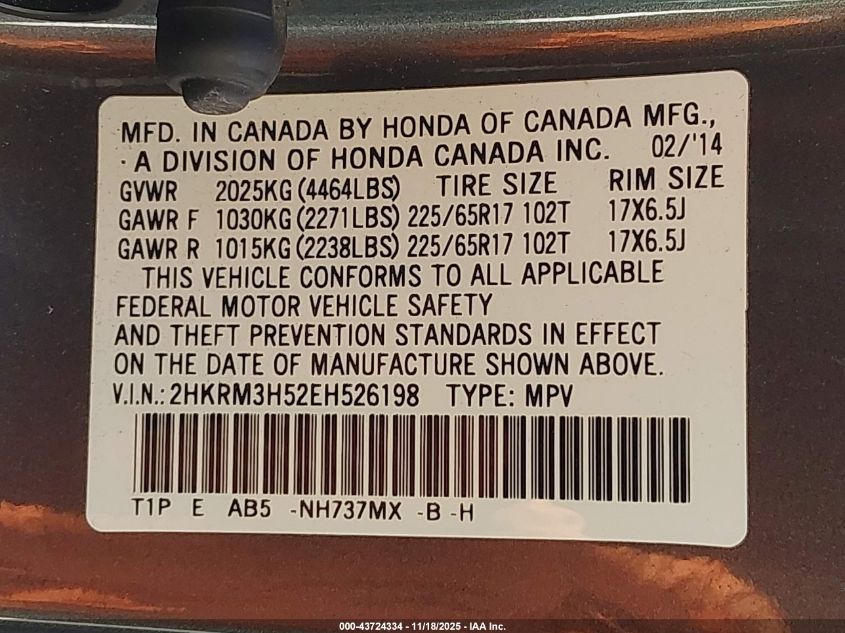 MFD. IN CANADA BY HONDA OF CANADA MFG.,
· A DIVISION OF HONDA CANADA INC. 02/'14
GVWR 2025KG (4464LBS) TIRE SIZE RIM SIZE
GAWR F 1030KG (2271LBS) 225/65R17 102T 17X6.5J
GAWR R 1015KG (2238LBS) 225/65R17 102T 17X6.5J
THIS VEHICLE CONFORMS TO ALL APPLICABLE
FEDERAL MOTOR VEHICLE SAFETY
AND THEFT PREVENTION STANDARDS IN EFFECT
ON THE DATE OF MANUFACTURE SHOWN ABOVE.
V.I.N.: 2HKRM3H52EH526198 TYPE: MPV
T1P E AB5 -NH737MX -B -H
000-43724334 - 11/18/2025 - IAA Inc.